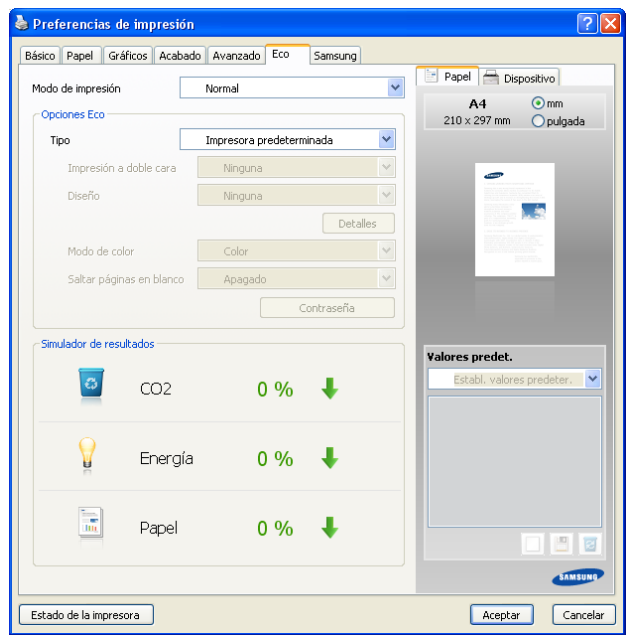 Preferencias de impresión
Básico Papel Gráficos Acabado Avanzado Eco Samsung
Modo de impresión Normal
Opciones Eco
Tipo Impresora predeterminada
Impresión a doble cara Ninguna
Diseño Ninguna
Detalles
Modo de color Color
Saltar páginas en blanco Apagado
Contraseña
Simulador de resultados
CO2 0 %
Energía 0 %
Papel 0 %
Papel Dispositivo
A4 mm
210 x 297 mm pulgada
SAMSUNG
Valores predet.
Establ. valores predeter.
SAMSUNG
Estado de la impresora Aceptar Cancelar